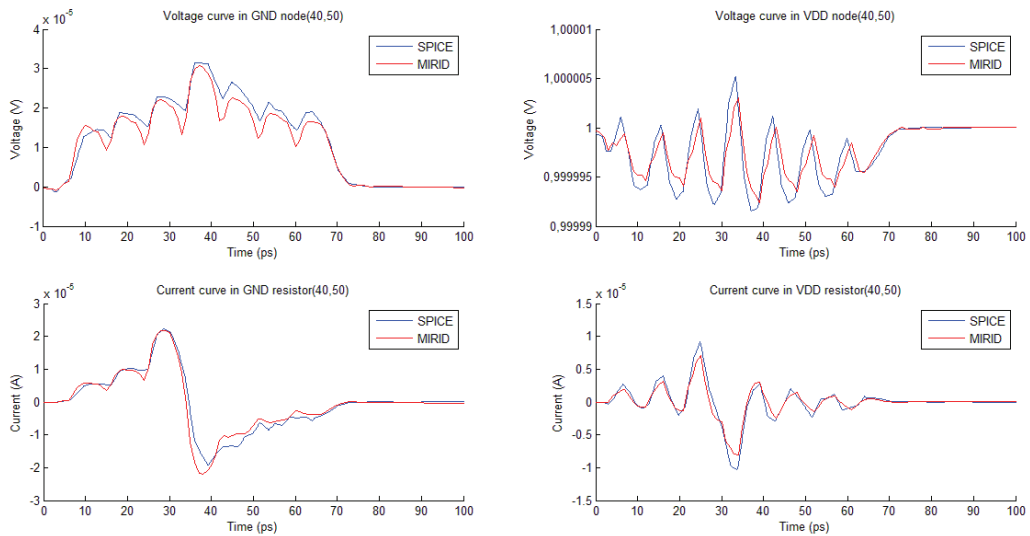 Voltage curve in GND node(40,50)
x 10-5
4
3
2
1
0
-1
Voltage (V)
0 10 20 30 40 50 60 70 80 90 100
Time (ps)
SPICE
MIRID
Voltage curve in VDD node(40,50)
1,00001
1,000005
1
0,999995
0,99999
Voltage (V)
0 10 20 30 40 50 60 70 80 90 100
Time (ps)
SPICE
MIRID
Current curve in GND resistor(40,50)
x 10-5
3
2
1
0
-1
-2
-3
Current (A)
0 10 20 30 40 50 60 70 80 90 100
Time (ps)
SPICE
MIRID
Current curve in VDD resistor(40,50)
x 10-5
1.5
1
0.5
0
-0.5
-1
-1.5
Current (A)
0 10 20 30 40 50 60 70 80 90 100
Time (ps)
SPICE
MIRID